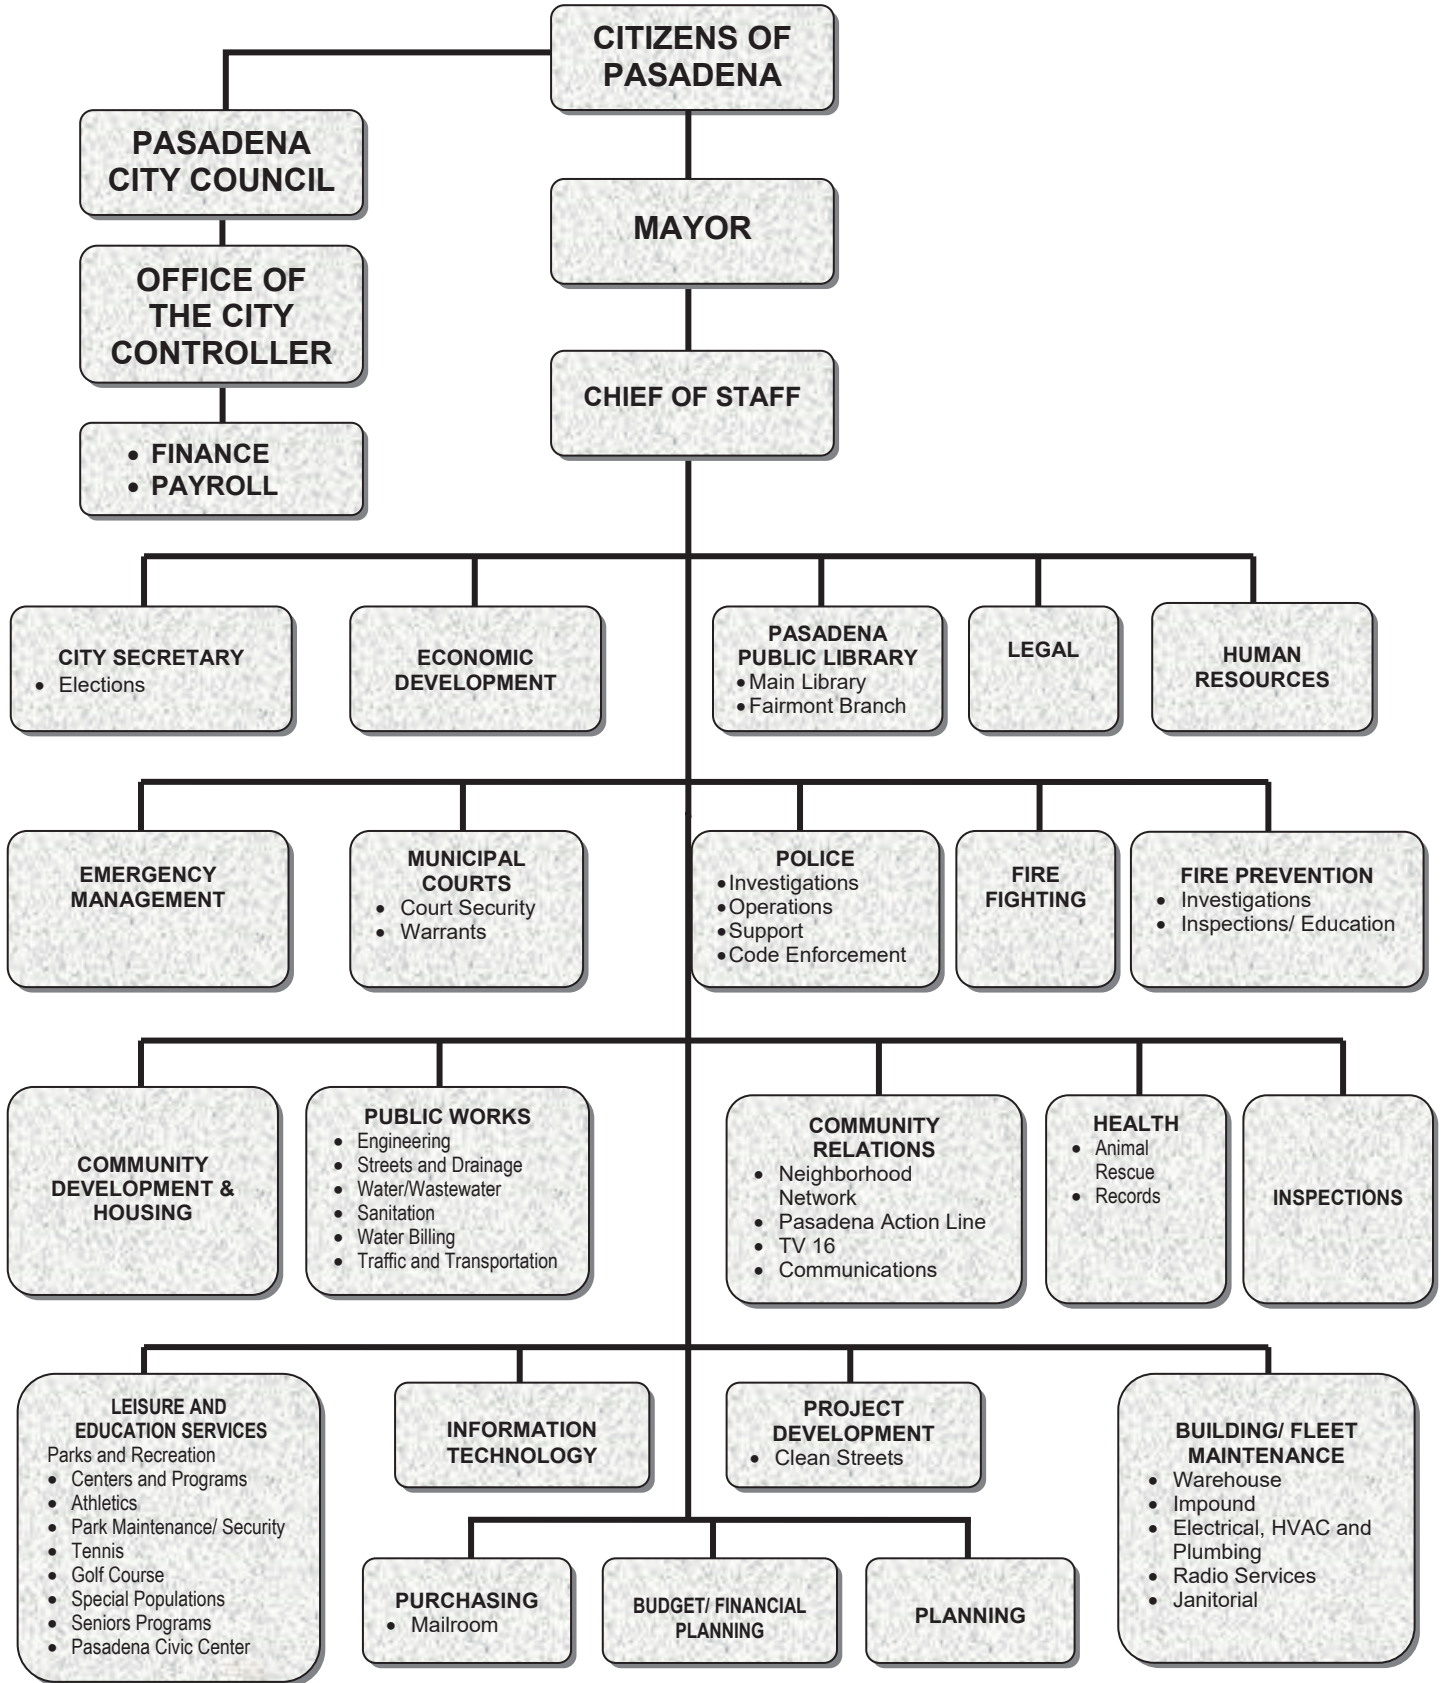 CITIZENS OF
PASADENA
PASADENA
CITY COUNCIL
MAYOR
OFFICE OF
THE CITY
CONTROLLER
CHIEF OF STAFF
• FINANCE
• PAYROLL
CITY SECRETARY
• Elections
ECONOMIC
DEVELOPMENT
PASADENA
PUBLIC LIBRARY
• Main Library
• Fairmont Branch
LEGAL
HUMAN
RESOURCES
EMERGENCY
MANAGEMENT
MUNICIPAL
COURTS
• Court Security
• Warrants
POLICE
• Investigations
• Operations
• Support
• Code Enforcement
FIRE
FIGHTING
FIRE PREVENTION
• Investigations
• Inspections/ Education
COMMUNITY
DEVELOPMENT &
HOUSING
PUBLIC WORKS
• Engineering
• Streets and Drainage
• Water/Wastewater
• Sanitation
• Water Billing
• Traffic and Transportation
COMMUNITY
RELATIONS
• Neighborhood
Network
• Pasadena Action Line
• TV 16
• Communications
HEALTH
• Animal
Rescue
• Records
INSPECTIONS
LEISURE AND
EDUCATION SERVICES
Parks and Recreation
• Centers and Programs
• Athletics
• Park Maintenance/ Security
• Tennis
• Golf Course
• Special Populations
• Seniors Programs
• Pasadena Civic Center
INFORMATION
TECHNOLOGY
PROJECT
DEVELOPMENT
• Clean Streets
BUILDING/ FLEET
MAINTENANCE
• Warehouse
• Impound
• Electrical, HVAC and
Plumbing
• Radio Services
• Janitorial
PURCHASING
• Mailroom
BUDGET/ FINANCIAL
PLANNING
PLANNING